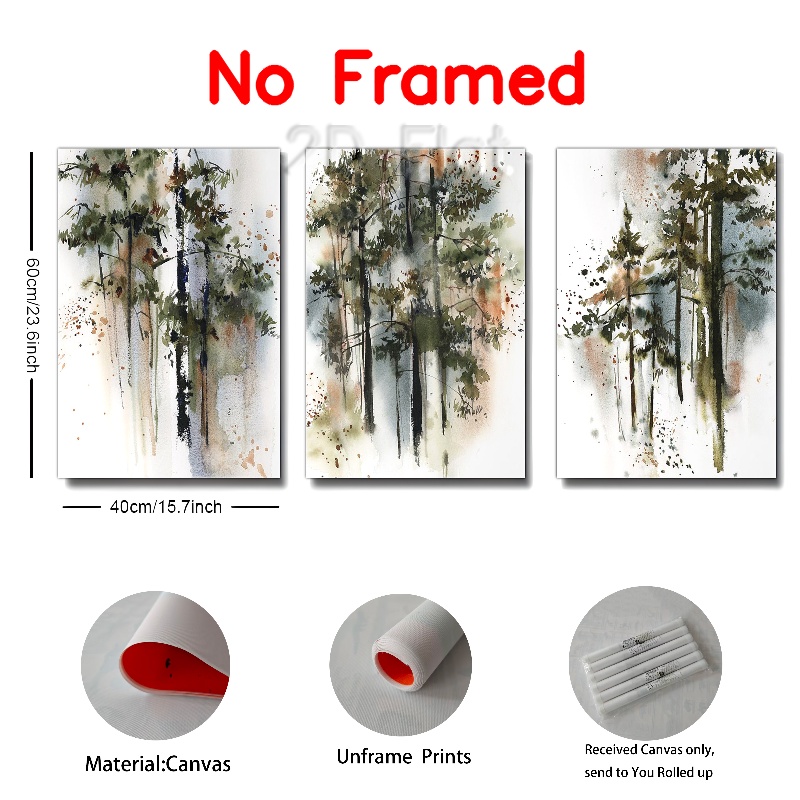 No Framed
2D Flat
60cm/23.6inch
40cm/15.7inch
Material:Canvas
Unframe Prints
Received Canvas only,
send to You Rolled up